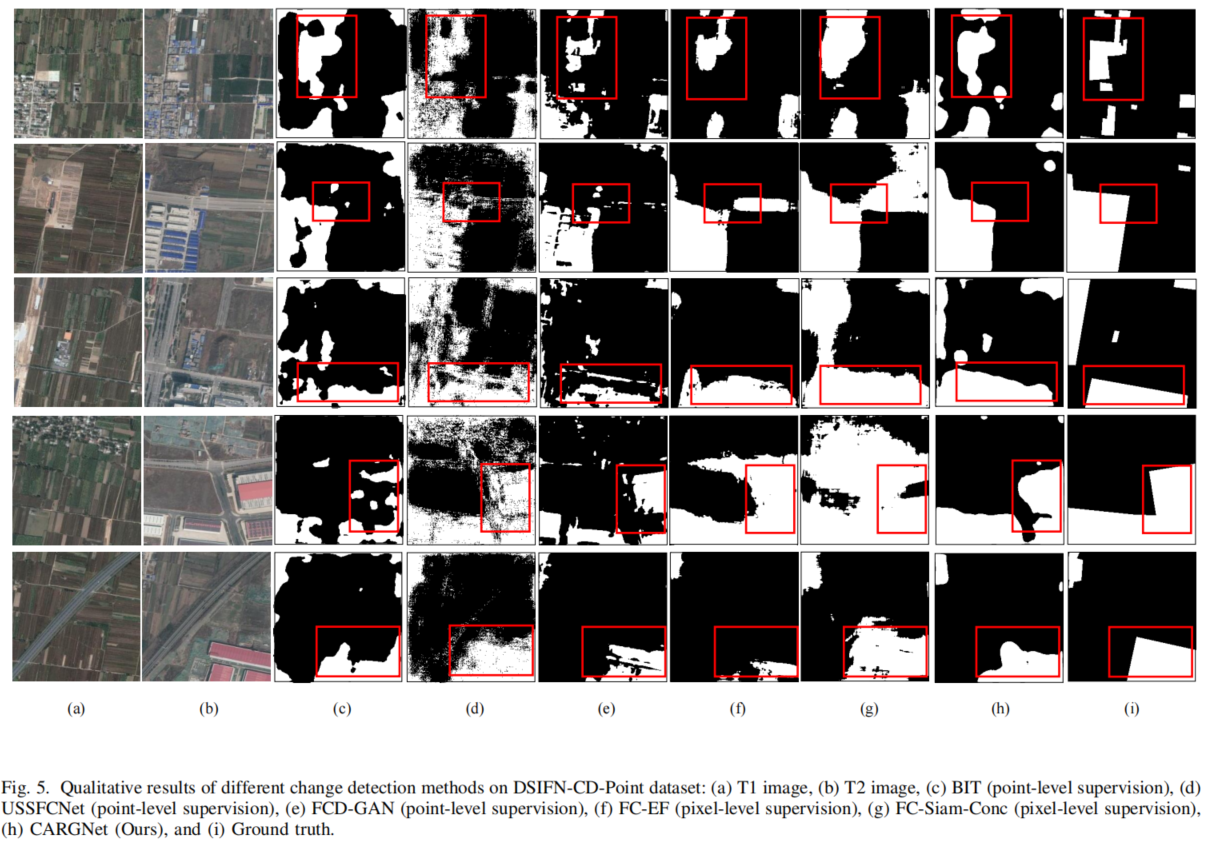 (a) (b) (c) (d) (e) (f) (g) (h) (i)
Fig. 5. Qualitative results of different change detection methods on DSIFN-CD-Point dataset: (a) T1 image, (b) T2 image, (c) BIT (point-level supervision), (d)
USSFCNet (point-level supervision), (e) FCD-GAN (point-level supervision), (f) FC-EF (pixel-level supervision), (g) FC-Siam-Conc (pixel-level supervision),
(h) CARGNet (Ours), and (i) Ground truth.